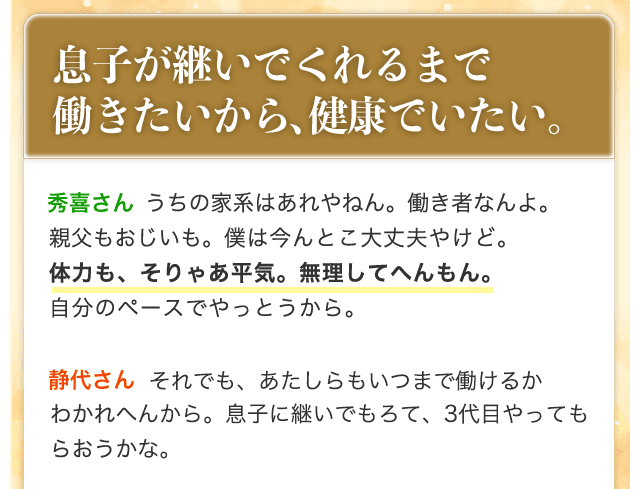 息子が継いでくれるまで
働きたいから、健康でいたい。
秀喜さん うちの家系はあれやねん。働き者なんよ。
親父もおじいも。僕は今んとこ大丈夫やけど。
体力も、そりゃあ平気。無理してへんもん。
自分のペースでやっとうから。
静代さん それでも、あたしらもいつまで働けるか
わかれへんから。息子に継いでもろて、3代目やっても
らおうかな。